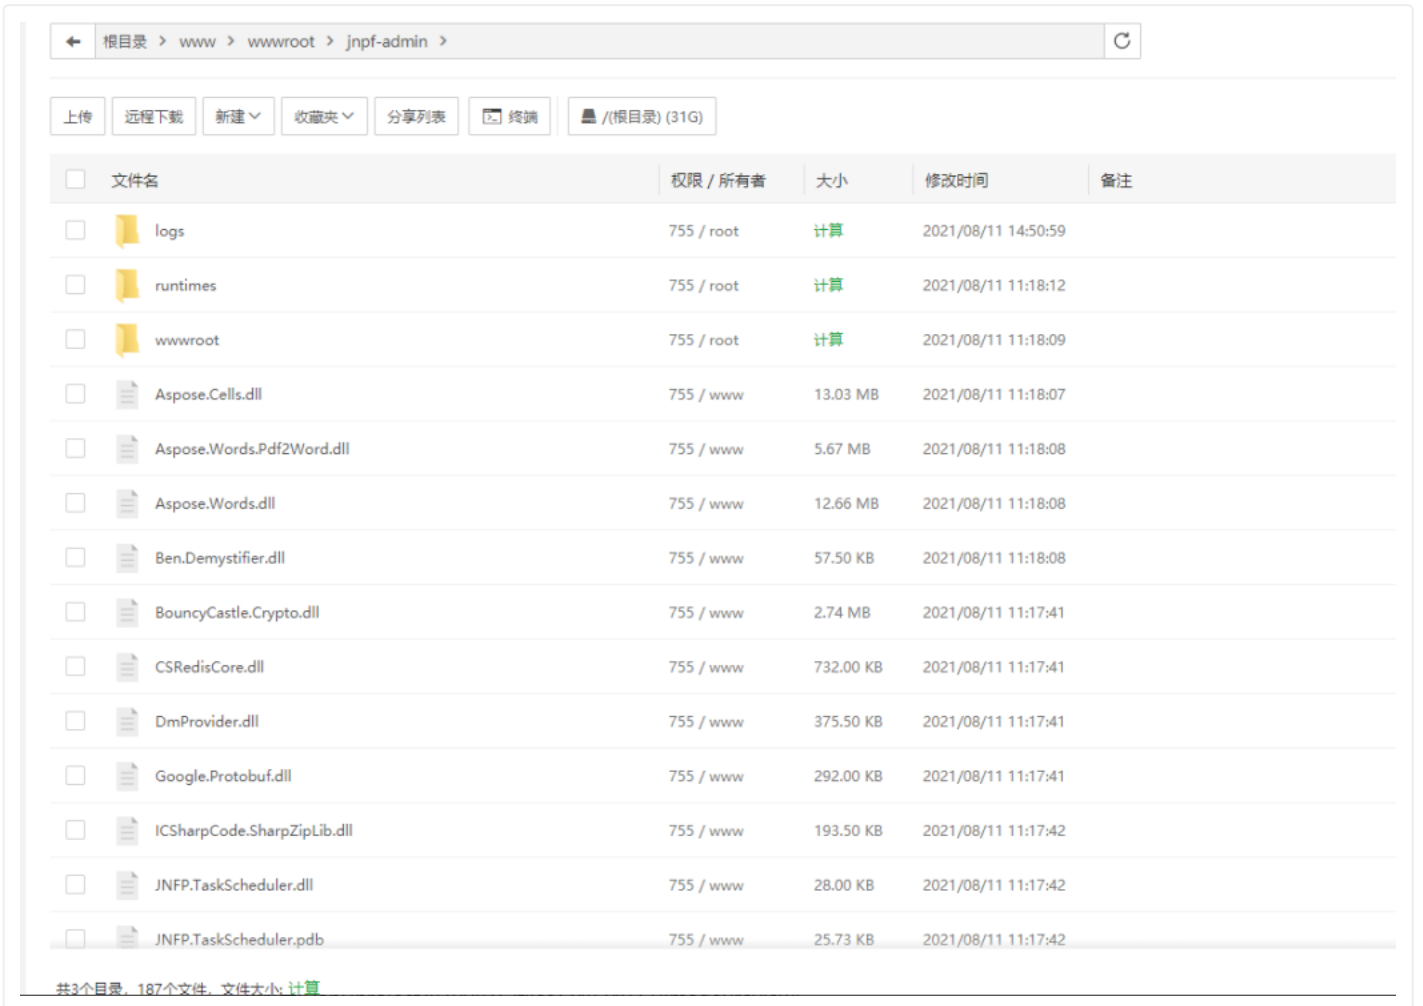 根目录 > www > wwwroot > jnpf-admin >
上传 远程下载 新建 收藏夹 分享列表 终端 /(根目录) (31G)
文件名 权限 / 所有者 大小 修改时间 备注
logs 755 / root 计算 2021/08/11 14:50:59
runtimes 755 / root 计算 2021/08/11 11:18:12
wwwroot 755 / root 计算 2021/08/11 11:18:09
Aspose.Cells.dll 755 / www 13.03 MB 2021/08/11 11:18:07
Aspose.Words.Pdf2Word.dll 755 / www 5.67 MB 2021/08/11 11:18:08
Aspose.Words.dll 755 / www 12.66 MB 2021/08/11 11:18:08
Ben.Demystifier.dll 755 / www 57.50 KB 2021/08/11 11:18:08
BouncyCastle.Crypto.dll 755 / www 2.74 MB 2021/08/11 11:17:41
CSRedisCore.dll 755 / www 732.00 KB 2021/08/11 11:17:41
DmProvider.dll 755 / www 375.50 KB 2021/08/11 11:17:41
Google.Protobuf.dll 755 / www 292.00 KB 2021/08/11 11:17:41
ICSharpCode.SharpZipLib.dll 755 / www 193.50 KB 2021/08/11 11:17:42
JNFP.TaskScheduler.dll 755 / www 28.00 KB 2021/08/11 11:17:42
JNFP.TaskScheduler.pdb 755 / www 25.73 KB 2021/08/11 11:17:42
共3个目录，187个文件，文件大小: 计算